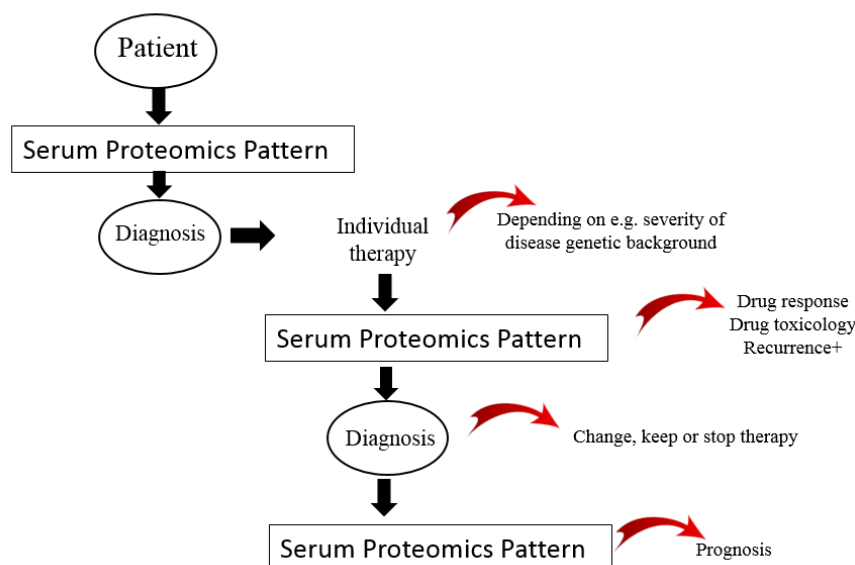 Patient
Serum Proteomics Pattern
Diagnosis
Individual
therapy
Depending on e.g. severity of
disease genetic background
Serum Proteomics Pattern
Drug response
Drug toxicology
Recurrence+
Diagnosis
Change, keep or stop therapy
Serum Proteomics Pattern
Prognosis